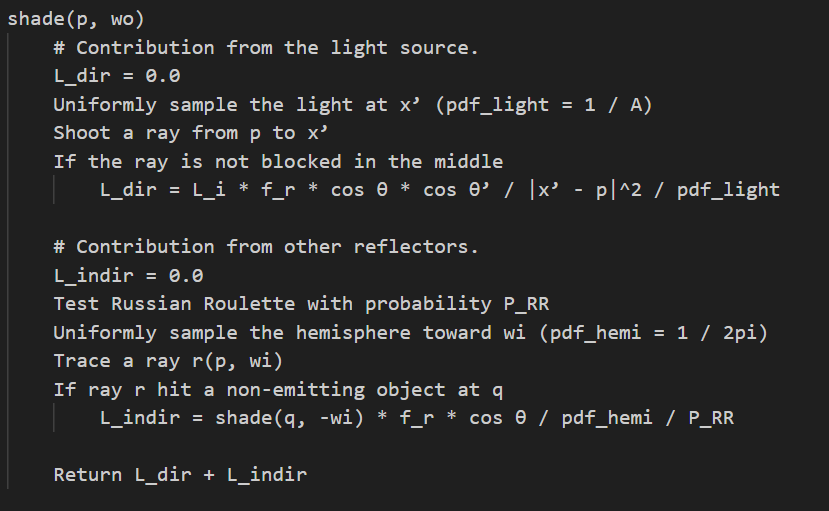 shade(p, wo)
    # Contribution from the light source.
    L_dir = 0.0
    Uniformly sample the light at x’ (pdf_light = 1 / A)
    Shoot a ray from p to x’
    If the ray is not blocked in the middle
        L_dir = L_i * f_r * cos θ * cos θ’ / |x’ - p|^2 / pdf_light

    # Contribution from other reflectors.
    L_indir = 0.0
    Test Russian Roulette with probability P_RR
    Uniformly sample the hemisphere toward wi (pdf_hemi = 1 / 2pi)
    Trace a ray r(p, wi)
    If ray r hit a non-emitting object at q
        L_indir = shade(q, -wi) * f_r * cos θ / pdf_hemi / P_RR

    Return L_dir + L_indir